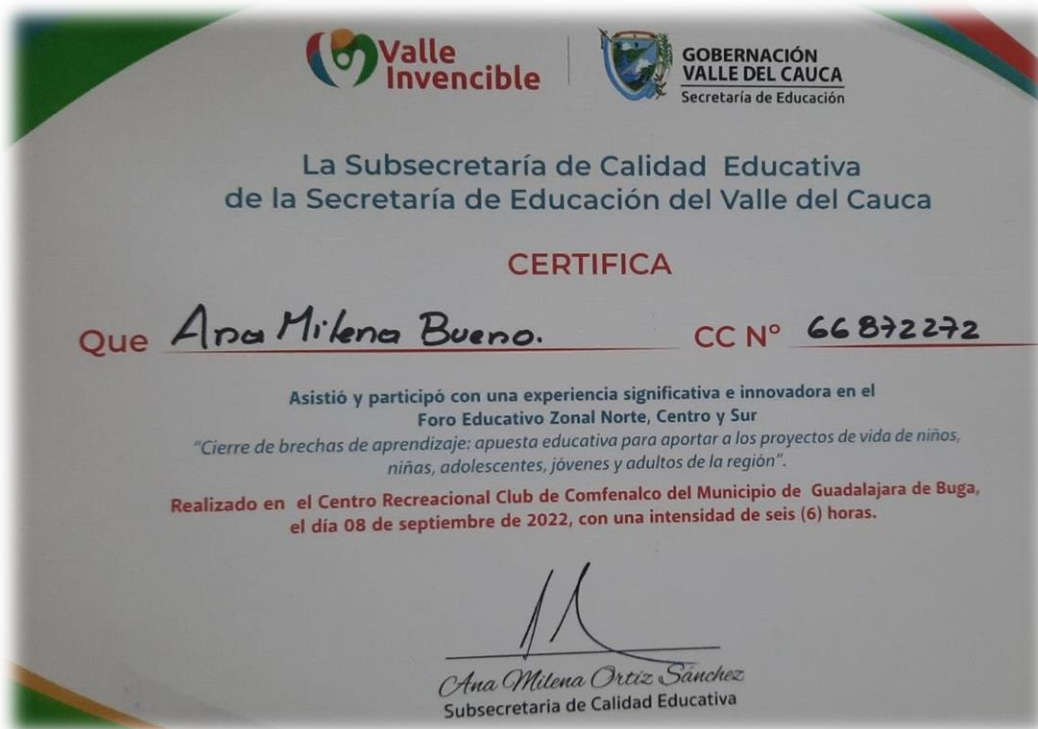 Valle
Invencible
GOBERNACIÓN
VALLE DEL CAUCA
Secretaría de Educación
La Subsecretaría de Calidad Educativa
de la Secretaría de Educación del Valle del Cauca
CERTIFICA
Que Ana Milena Bueno. CC N° 66872272
Asistió y participó con una experiencia significativa e innovadora en el
Foro Educativo Zonal Norte, Centro y Sur
"Cierre de brechas de aprendizaje: apuesta educativa para aportar a los proyectos de vida de niños,
niñas, adolescentes, jóvenes y adultos de la región".
Realizado en el Centro Recreacional Club de Comfenalco del Municipio de Guadalajara de Buga,
el día 08 de septiembre de 2022, con una intensidad de seis (6) horas.
Ana Milena Ortíz Sánchez
Subsecretaria de Calidad Educativa